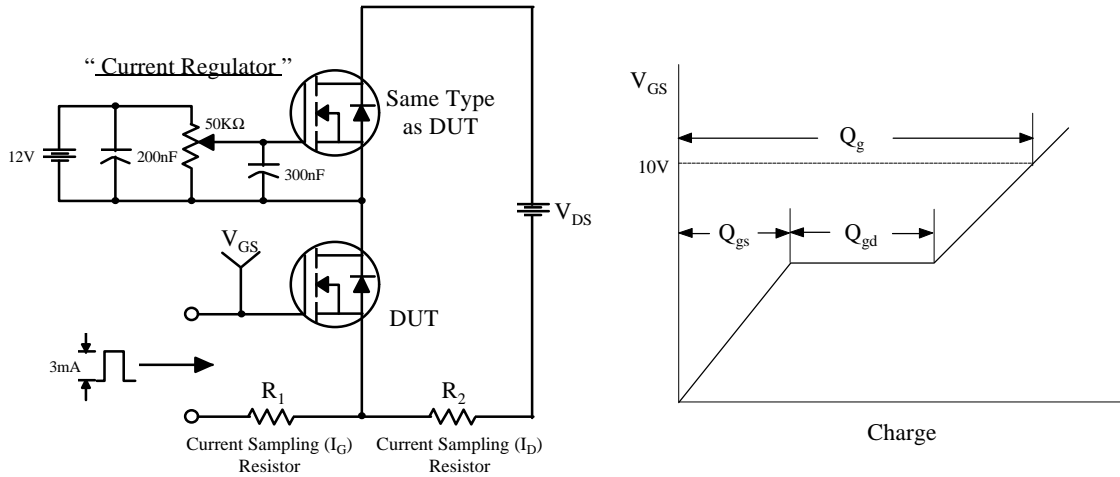 “ Current Regulator ”
Same Type
as DUT
50KΩ
12V
200nF
300nF
V_DS
V_GS
DUT
3mA
R_1
R_2
Current Sampling (I_G)
Resistor
Current Sampling (I_D)
Resistor
V_GS
Q_g
10V
Q_gs
Q_gd
Charge